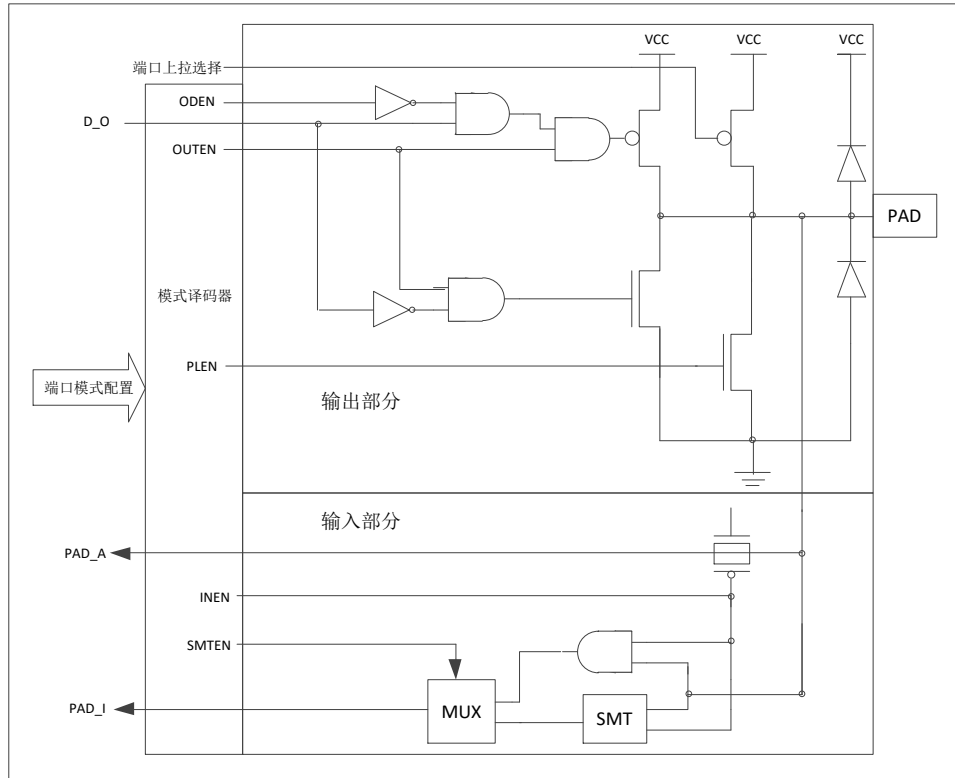 VCC
VCC
VCC
端口上拉选择
ODEN
D_O
OUTEN
PAD
模式译码器
PLEN
端口模式配置
输出部分
输入部分
PAD_A
INEN
SMTEN
PAD_I
MUX
SMT